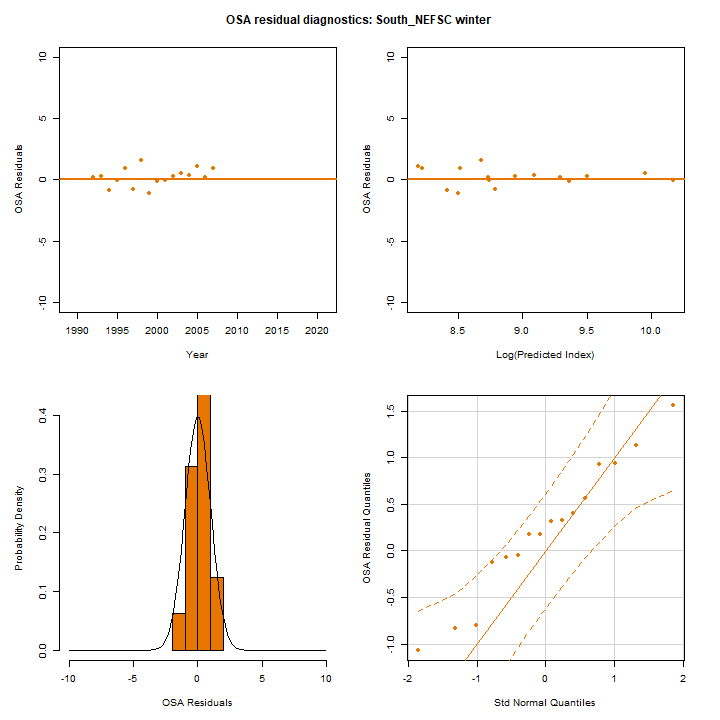 OSA residual diagnostics: South_NEFSC winter
OSA Residuals
10
5
0
-5
-10
1990 1995 2000 2005 2010 2015 2020
Year
OSA Residuals
10
5
0
-5
-10
8.5 9.0 9.5 10.0
Log(Predicted Index)
Probability Density
0.4
0.3
0.2
0.1
0.0
-10 -5 0 5 10
OSA Residuals
OSA Residual Quantiles
1.5
1.0
0.5
0.0
-0.5
-1.0
-2 -1 0 1 2
Std Normal Quantiles